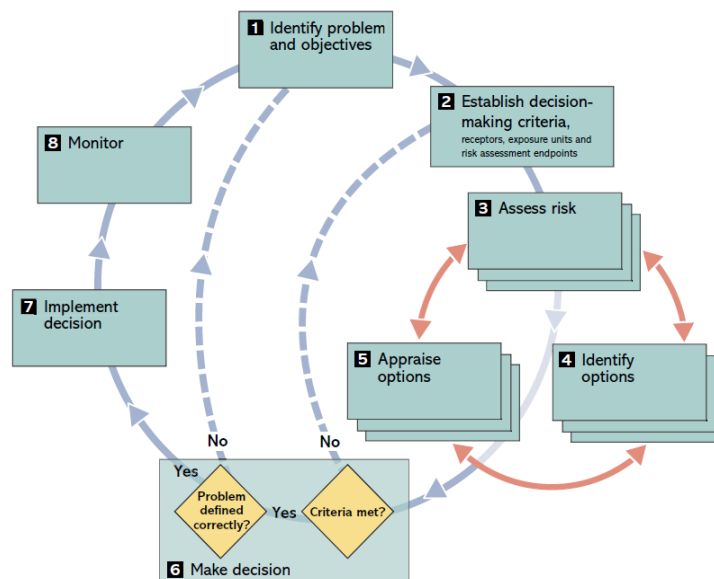 1 Identify problem
and objectives
2 Establish decision-
making criteria,
receptors, exposure units and
risk assessment endpoints
8 Monitor
3 Assess risk
7 Implement
decision
5 Appraise
options
4 Identify
options
No
No
Yes
Problem
defined
correctly?
Yes
Criteria met?
6 Make decision